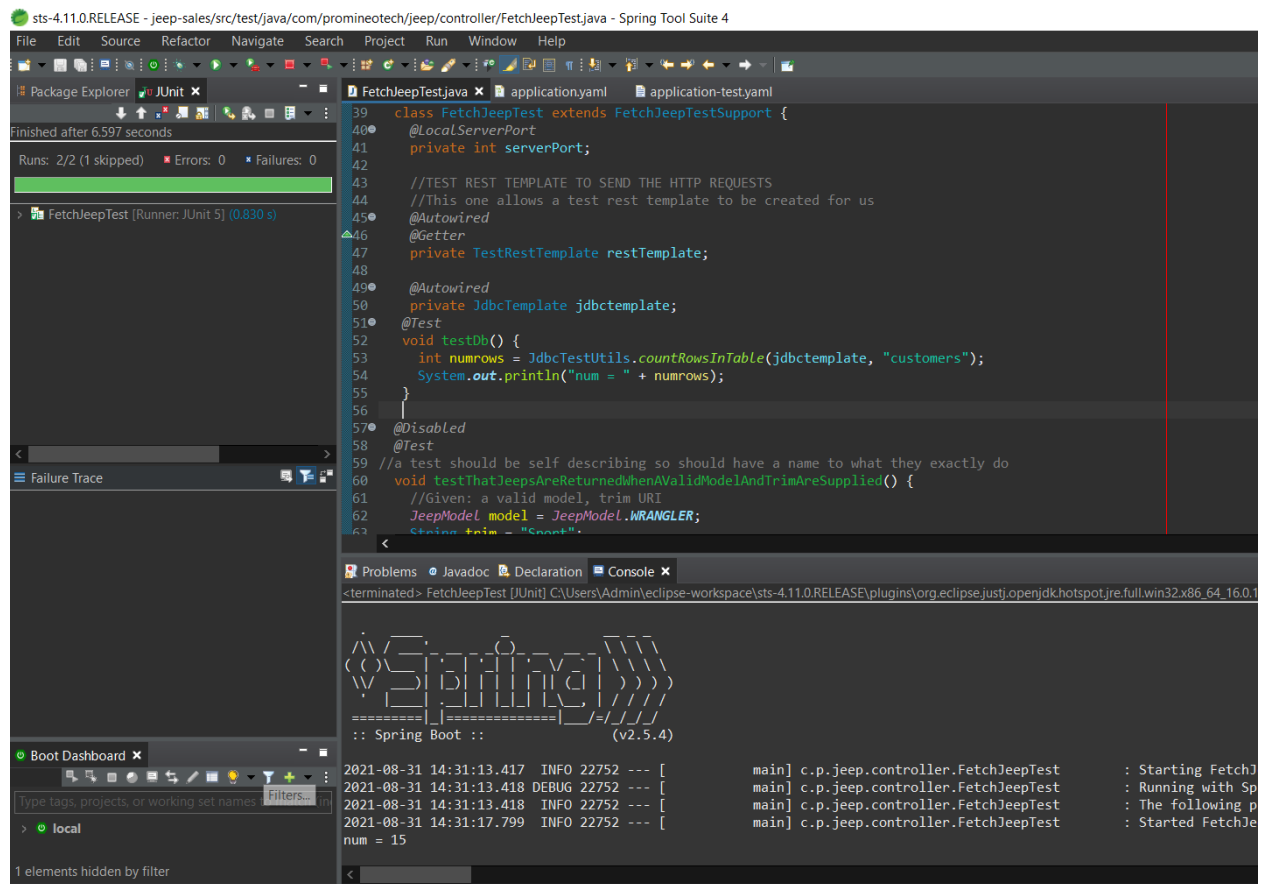 sts-4.11.0.RELEASE - jeep-sales/src/test/java/com/promineotech/jeep/controller/FetchJeepTest.java - Spring Tool Suite 4
File Edit Source Refactor Navigate Search Project Run Window Help
Package Explorer JUnit
Finished after 6.597 seconds
Runs: 2/2 (1 skipped) Errors: 0 Failures: 0
FetchJeepTest [Runner: JUnit 5] (0.830 s)
Failure Trace
Boot Dashboard
Type tags, projects, or working set names
Filters...
local
1 elements hidden by filter
FetchJeepTest.java application.yaml application-test.yaml
39 class FetchJeepTest extends FetchJeepTestSupport {
40 @LocalServerPort
41 private int serverPort;
42
43 //TEST REST TEMPLATE TO SEND THE HTTP REQUESTS
44 //This one allows a test rest template to be created for us
45 @Autowired
46 @Getter
47 private TestRestTemplate restTemplate;
48
49 @Autowired
50 private JdbcTemplate jdbctemplate;
51 @Test
52 void testDb() {
53 int numrows = JdbcTestUtils.countRowsInTable(jdbctemplate, "customers");
54 System.out.println("num = " + numrows);
55 }
56
57 @Disabled
58 @Test
59 //a test should be self describing so should have a name to what they exactly do
60 void testThatJeepsAreReturnedWhenAValidModelAndTrimAreSupplied() {
61 //Given: a valid model, trim URI
62 JeepModel model = JeepModel.WRANGLER;
63 String trim = "Sport";
Problems Javadoc Declaration Console
<terminated> FetchJeepTest [JUnit] C:\Users\Admin\eclipse-workspace\sts-4.11.0.RELEASE\plugins\org.eclipse.justj.openjdk.hotspot.jre.full.win32.x86_64_16.0.1
Spring
:: Spring Boot :: (v2.5.4)
2021-08-31 14:31:13.417 INFO 22752 --- [ main] c.p.jeep.controller.FetchJeepTest : Starting FetchJ
2021-08-31 14:31:13.418 DEBUG 22752 --- [ main] c.p.jeep.controller.FetchJeepTest : Running with Sp
2021-08-31 14:31:13.418 INFO 22752 --- [ main] c.p.jeep.controller.FetchJeepTest : The following p
2021-08-31 14:31:17.799 INFO 22752 --- [ main] c.p.jeep.controller.FetchJeepTest : Started FetchJe
num = 15